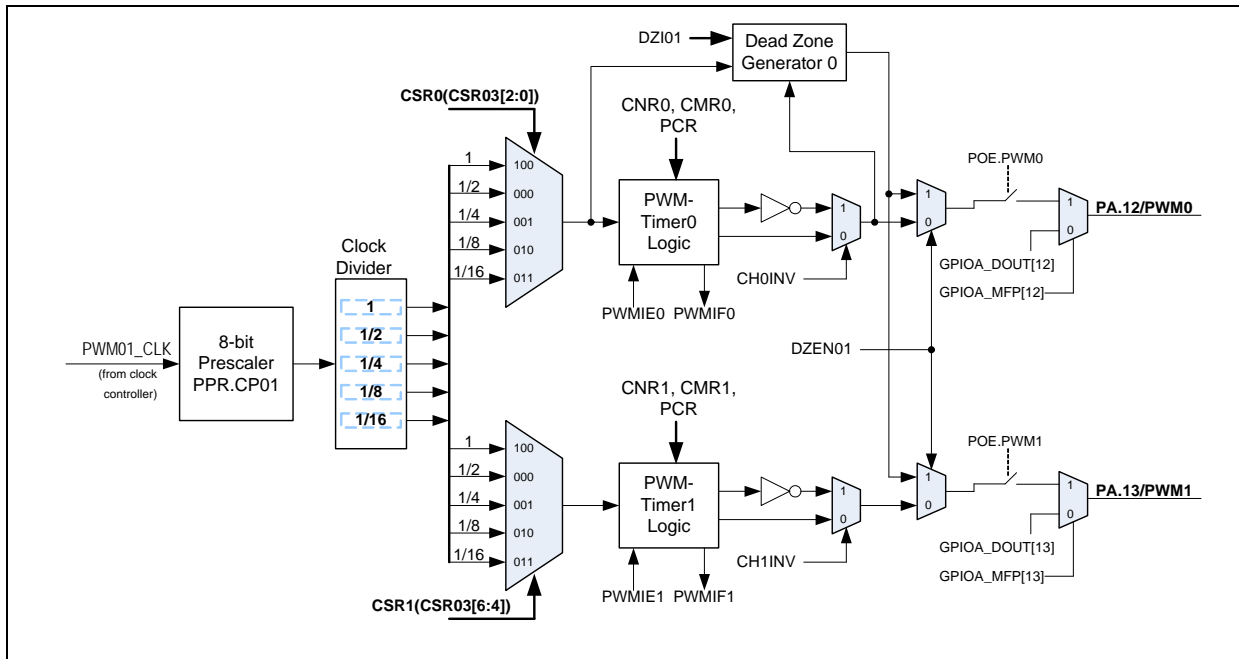 DZI01
Dead Zone
Generator 0
CSR0(CSR03[2:0])
CNR0, CMR0,
PCR
1
1/2
1/4
1/8
1/16
100
000
001
010
011
PWM-
Timer0
Logic
1
0
CH0INV
PWMIE0
PWMIF0
1
0
POE.PWM0
1
0
PA.12/PWM0
GPIOA_DOUT[12]
GPIOA_MFP[12]
Clock
Divider
1
1/2
1/4
1/8
1/16
PWM01_CLK
(from clock
controller)
8-bit
Prescaler
PPR.CP01
DZEN01
CNR1, CMR1,
PCR
1
1/2
1/4
1/8
1/16
100
000
001
010
011
PWM-
Timer1
Logic
1
0
CH1INV
PWMIE1
PWMIF1
1
0
POE.PWM1
1
0
PA.13/PWM1
GPIOA_DOUT[13]
GPIOA_MFP[13]
CSR1(CSR03[6:4])